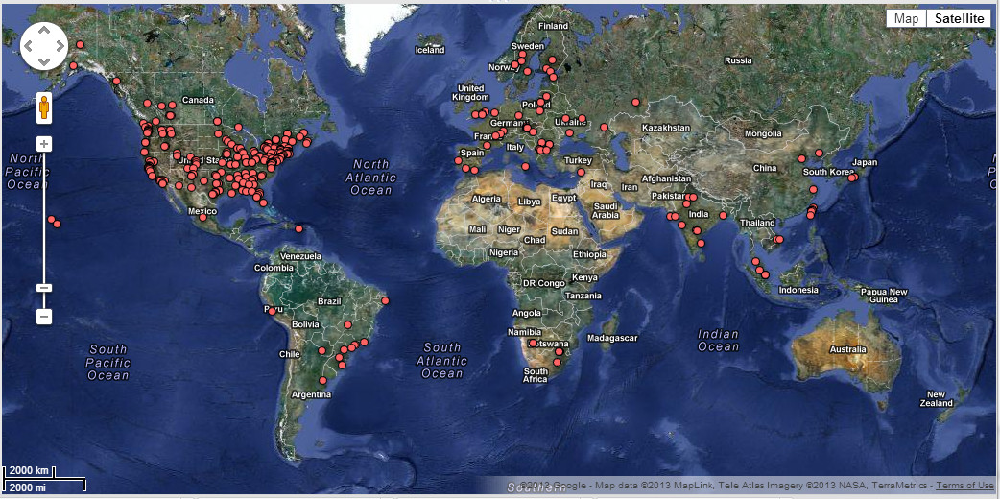 Map
Satellite
Finland
Iceland
Sweden
Norway
Russia
United
Kingdom
Canada
Poland
German
Ukraine
Kazakhstan
Mongolia
Fran
Italy
Spain
Turkey
North
Pacific
Ocean
North
Atlantic
Ocean
United States
China
South Korea
Japan
Iraq
Iran
Afghanistan
Pakistan
Algeria
Libya
Egypt
Saudi
Arabia
India
Thailand
Mexico
Mali
Niger
Chad
Sudan
Nigeria
Ethiopia
Venezuela
Colombia
Kenya
DR Congo
Tanzania
Indonesia
Papua New
Guinea
Brazil
Peru
Angola
Bolivia
Namibia
Botswana
Madagascar
Indian
Ocean
South
Pacific
Ocean
Chile
South
Atlantic
Ocean
Australia
South
Africa
Argentina
New
Zealand
2000 km
2000 mi
©2013 Google - Map data ©2013 MapLink, Tele Atlas Imagery ©2013 NASA, TerraMetrics - Terms of Use